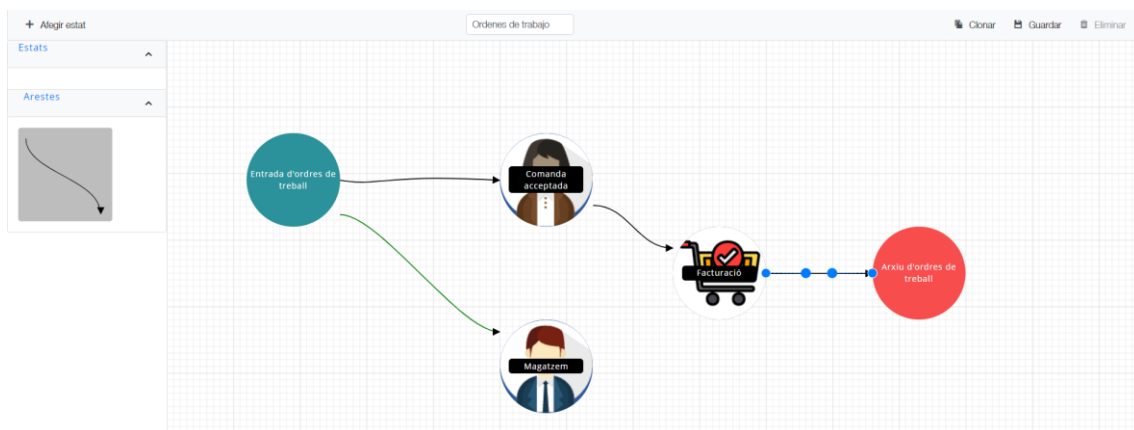 Afegir estat
Ordenes de trabajo
Clonar
Guardar
Eliminar
Estats
Arestes
Entrada d'ordres de
treball
Comanda
acceptada
Facturació
Arxiu d'ordres de
treball
Magatzem